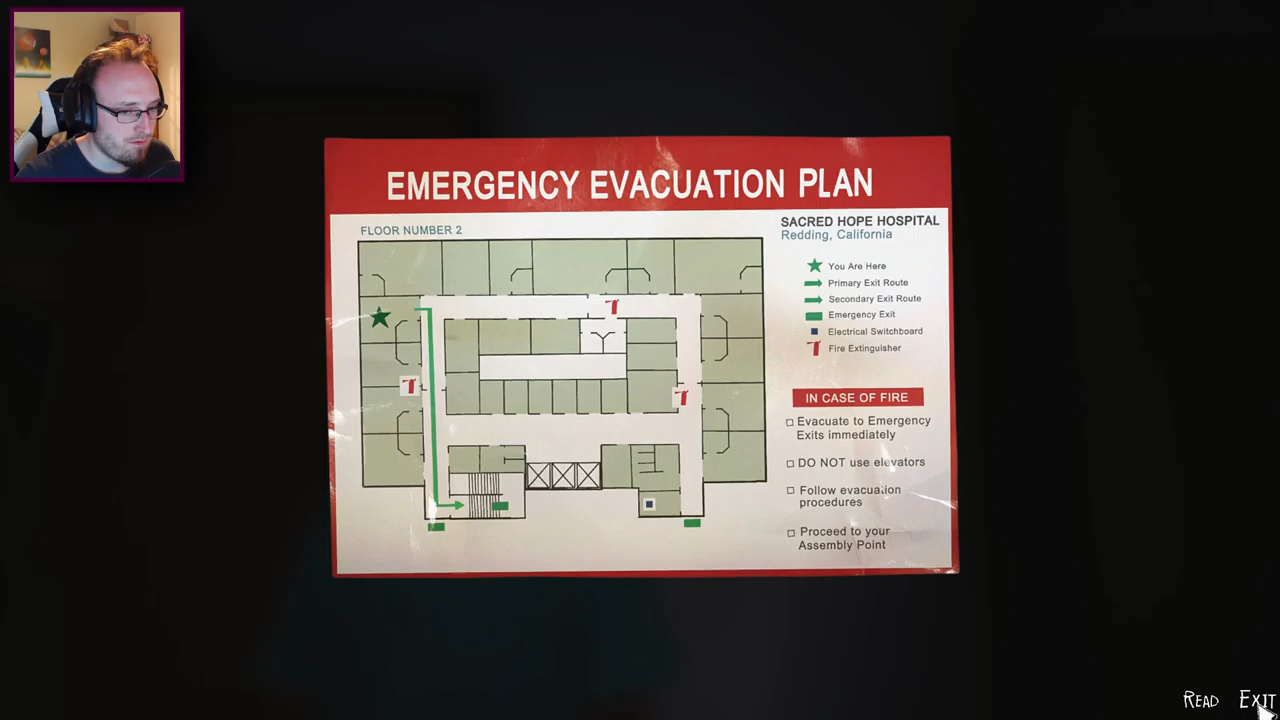 EMERGENCY EVACUATION PLAN
FLOOR NUMBER 2
SACRED HOPE HOSPITAL
Redding, California
You Are Here
Primary Exit Route
Secondary Exit Route
Emergency Exit
Electrical Switchboard
Fire Extinguisher
IN CASE OF FIRE
Evacuate to Emergency
Exits immediately
DO NOT use elevators
Follow evacuation
procedures
Proceed to your
Assembly Point
READ EXIT